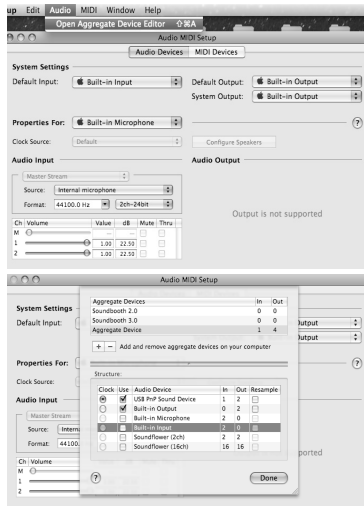 up Edit Audio MIDI Window Help
Open Aggregate Device Editor ⇧⌘A
Audio MIDI Setup
Audio Devices MIDI Devices
System Settings
Default Input: Built-in Input Default Output: Built-in Output
System Output: Built-in Output
Properties For: Built-in Microphone ?
Clock Source: Default Configure Speakers
Audio Input Audio Output
Master Stream
Source: Internal microphone
Format: 44100.0 Hz 2ch-24bit
Output is not supported
Ch Volume Value dB Mute Thru
M
1 1.00 22.50
2 1.00 22.50
Audio MIDI Setup
System Settings
Default Input: Output
Output
Properties For: ?
Clock Source:
Audio Input
Master Stream
Source: Interna
Format: 44100.
ported
Ch Volume
M
1
2
Aggregate Devices In Out
Soundbooth 2.0 0 0
Soundbooth 3.0 0 0
Aggregate Device 1 4
+ − Add and remove aggregate devices on your computer
Structure:
Clock Use Audio Device In Out Resample
USB PnP Sound Device 1 2
Built-in Output 0 2
Built-in Microphone 2 0
Built-in Input 2 0
Soundflower (2ch) 2 2
Soundflower (16ch) 16 16
? Done